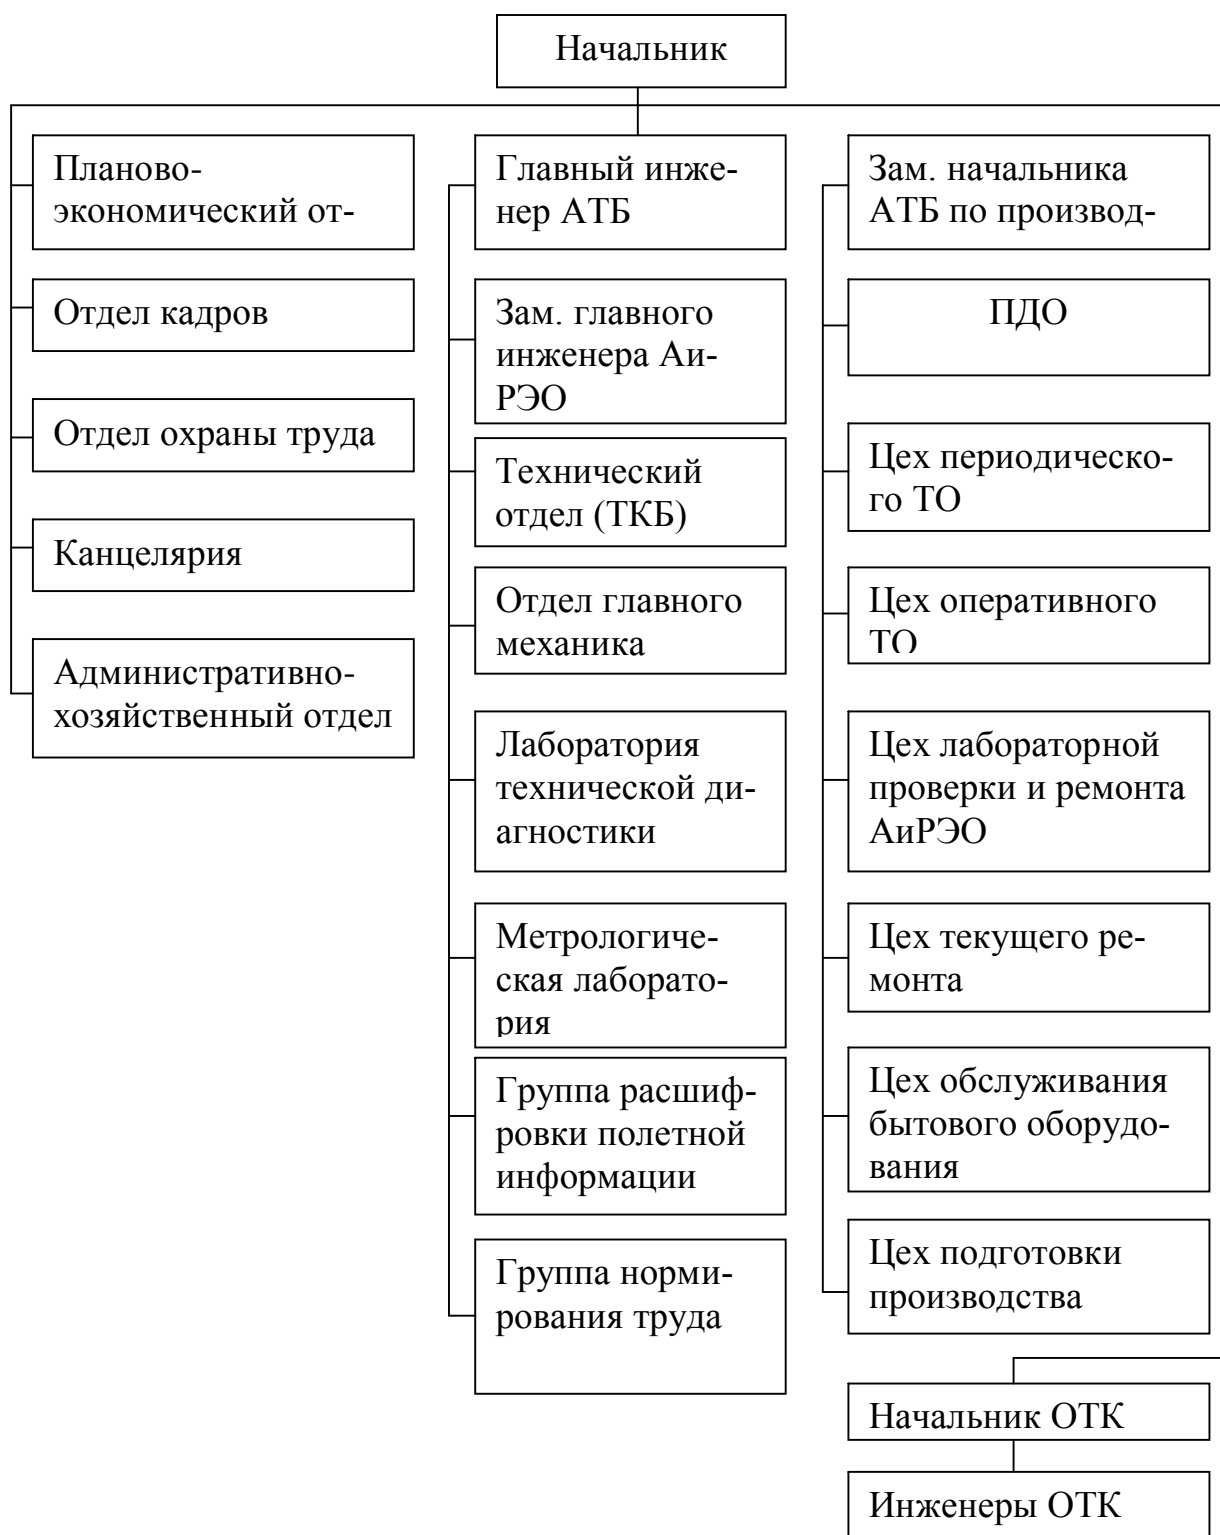 Начальник
Планово-
экономический от-
Отдел кадров
Отдел охраны труда
Канцелярия
Административно-
хозяйственный отдел
Главный инже-
нер АТБ
Зам. главного
инженера Аи-
РЭО
Технический
отдел (ТКБ)
Отдел главного
механика
Лаборатория
технической ди-
агностики
Метрологиче-
ская лаборато-
рия
Группа расшиф-
ровки полетной
информации
Группа норми-
рования труда
Зам. начальника
АТБ по производ-
ПДО
Цех периодическо-
го ТО
Цех оперативного
ТО
Цех лабораторной
проверки и ремонта
АиРЭО
Цех текущего ре-
монта
Цех обслуживания
бытового оборудо-
вания
Цех подготовки
производства
Начальник ОТК
Инженеры ОТК